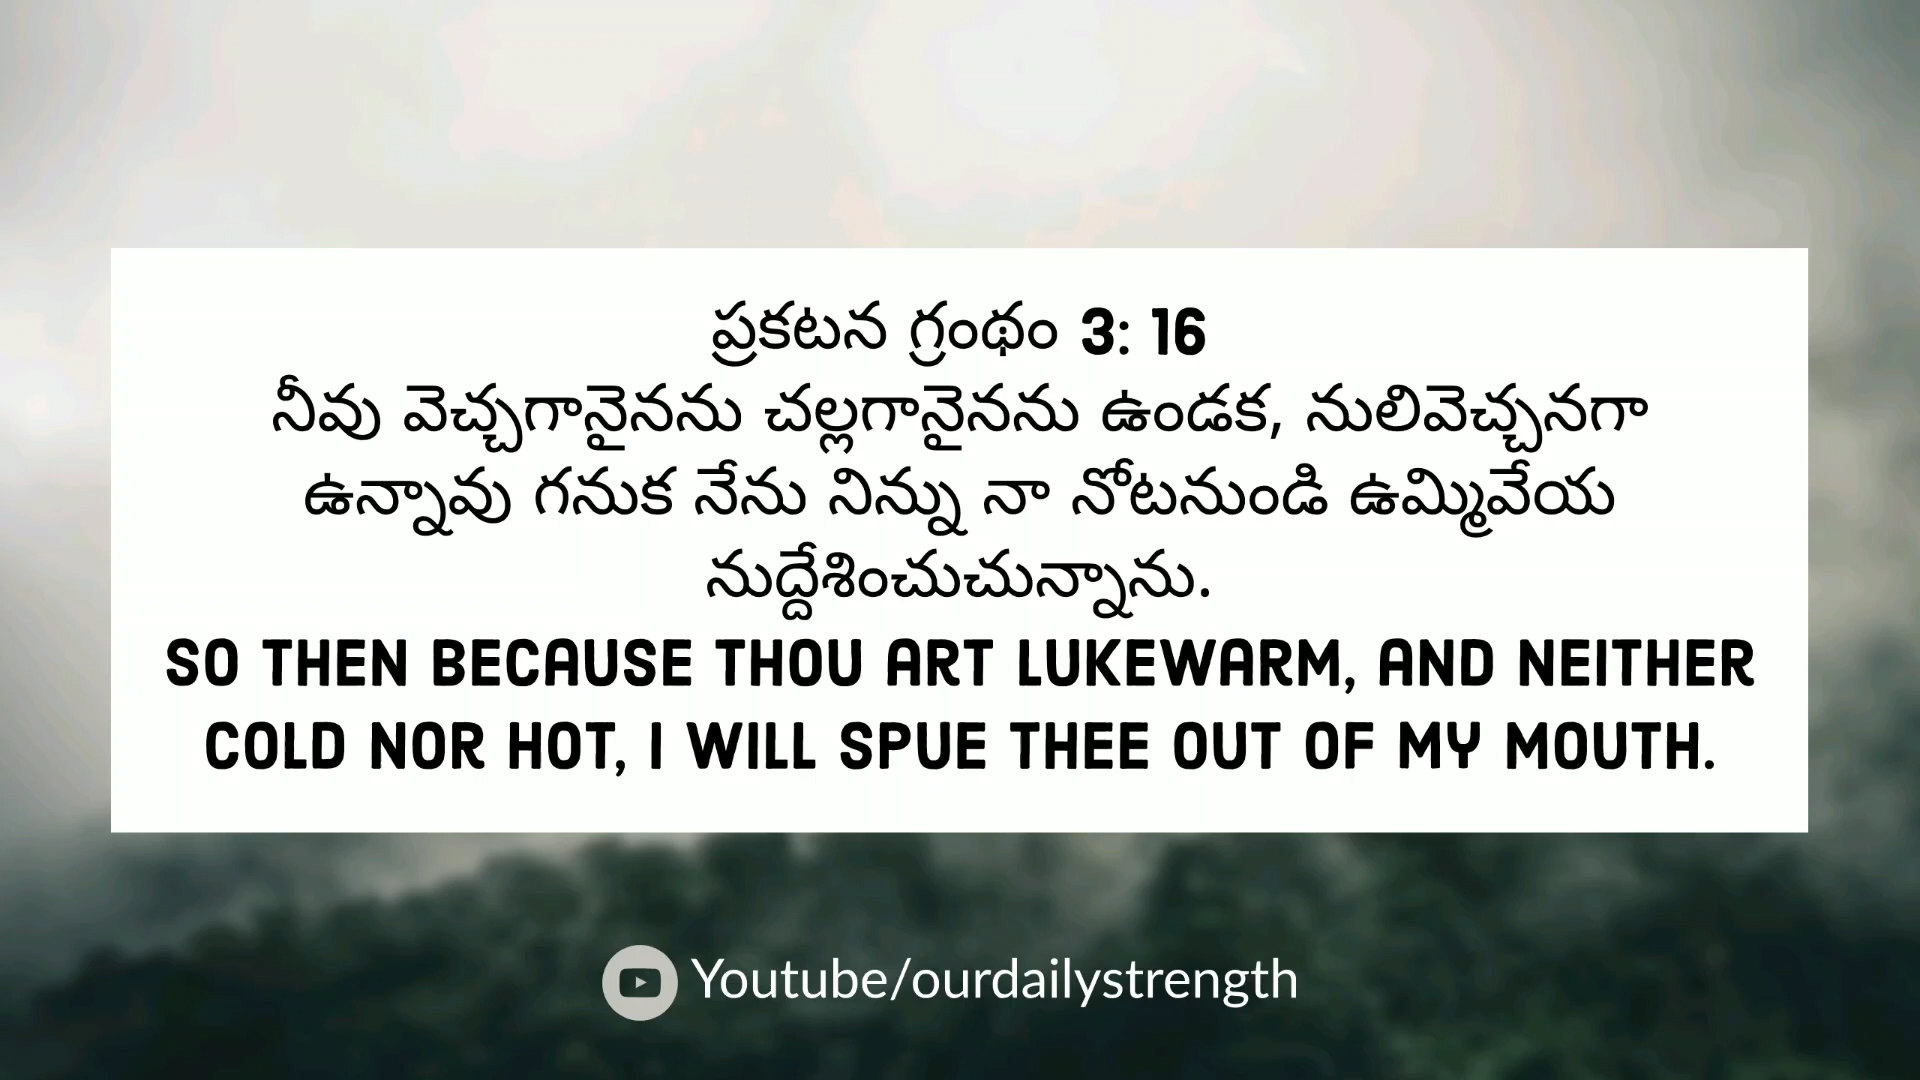 ప్రకటన గ్రంథం 3: 16
నీవు వెచ్చగానైనను చల్లగానైనను ఉండక, నులివెచ్చనగా
ఉన్నావు గనుక నేను నిన్ను నా నోటనుండి ఉమ్మివేయ
నుద్దేశించుచున్నాను.
SO THEN BECAUSE THOU ART LUKEWARM, AND NEITHER
COLD NOR HOT, I WILL SPUE THEE OUT OF MY MOUTH.
Youtube/ourdailystrength